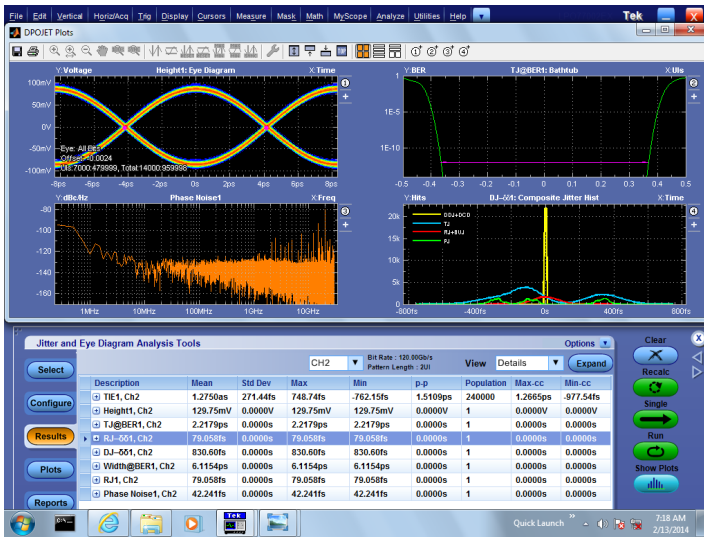 File Edit Vertical Horiz/Acq Trig Display Cursors Measure Mask Math MyScope Analyze Utilities Help Tek X
DPOJET Plots
Y:Voltage Height1: Eye Diagram X:Time
100mV
50mV
0V
-50mV
-100mV
Eye: All Bits
Offset: -0.0024
UIs:7000:479999, Total:14000:959998
-8ps -6ps -4ps -2ps 0s 2ps 4ps 6ps 8ps
1
Y:BER TJ@BER1: Bathtub X:UIs
1
1E-5
1E-10
-0.5 -0.4 -0.3 -0.2 -0.1 0 0.1 0.2 0.3 0.4 0.5
2
Y:dBc/Hz Phase Noise1 X:Freq
-80
-100
-120
-140
-160
1MHz 10MHz 100MHz 1GHz 10GHz
3
Y:Hits DJ-δδ1: Composite Jitter Hist X:Time
20k
15k
10k
5k
0
DDJ+DCD
TJ
RJ+BUJ
PJ
-800fs -400fs 0s 400fs 800fs
4
Jitter and Eye Diagram Analysis Tools Options
Clear X
Select
Configure
Results
Plots
Reports
CH2 Bit Rate : 120.00Gb/s
Pattern Length : 2UI
View Details Expand
Description Mean Std Dev Max Min p-p Population Max-cc Min-cc
TIE1, Ch2 1.2750as 271.44fs 748.74fs -762.15fs 1.5109ps 240000 1.2665ps -977.54fs
Height1, Ch2 129.75mV 0.0000V 129.75mV 129.75mV 0.0000V 1 0.0000V 0.0000V
TJ@BER1, Ch2 2.2179ps 0.0000s 2.2179ps 2.2179ps 0.0000s 1 0.0000s 0.0000s
RJ-δδ1, Ch2 79.058fs 0.0000s 79.058fs 79.058fs 0.0000s 1 0.0000s 0.0000s
DJ-δδ1, Ch2 830.60fs 0.0000s 830.60fs 830.60fs 0.0000s 1 0.0000s 0.0000s
Width@BER1, Ch2 6.1154ps 0.0000s 6.1154ps 6.1154ps 0.0000s 1 0.0000s 0.0000s
RJ1, Ch2 79.058fs 0.0000s 79.058fs 79.058fs 0.0000s 1 0.0000s 0.0000s
Phase Noise1, Ch2 42.241fs 0.0000s 42.241fs 42.241fs 0.0000s 1 0.0000s 0.0000s
Recalc
Single
Run
Show Plots
Tek
Quick Launch
7:18 AM
2/13/2014